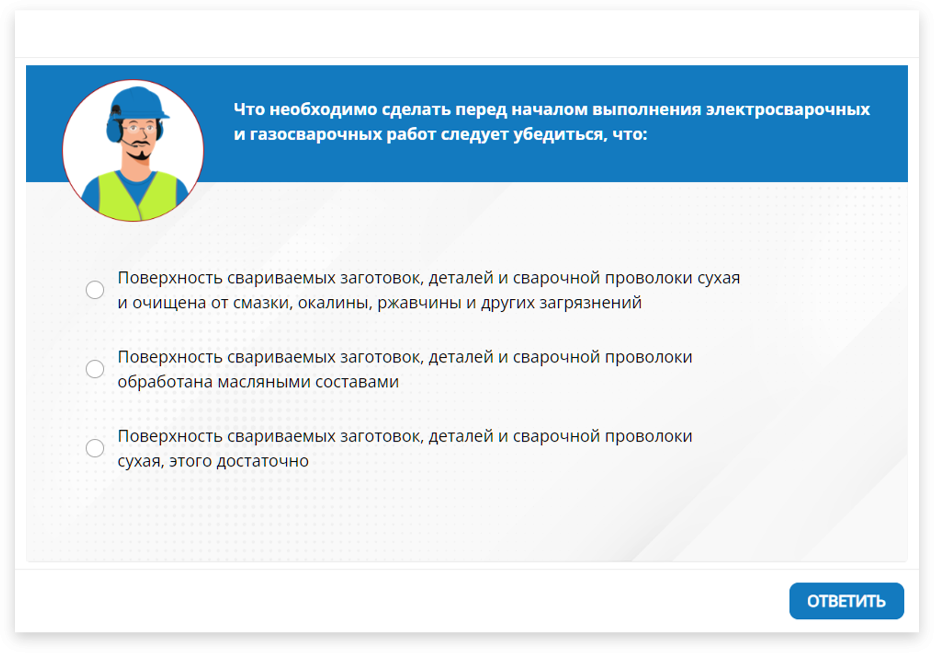 Что необходимо сделать перед началом выполнения электросварочных
и газосварочных работ следует убедиться, что:
Поверхность свариваемых заготовок, деталей и сварочной проволоки сухая
и очищена от смазки, окалины, ржавчины и других загрязнений
Поверхность свариваемых заготовок, деталей и сварочной проволоки
обработана масляными составами
Поверхность свариваемых заготовок, деталей и сварочной проволоки
сухая, этого достаточно
ОТВЕТИТЬ